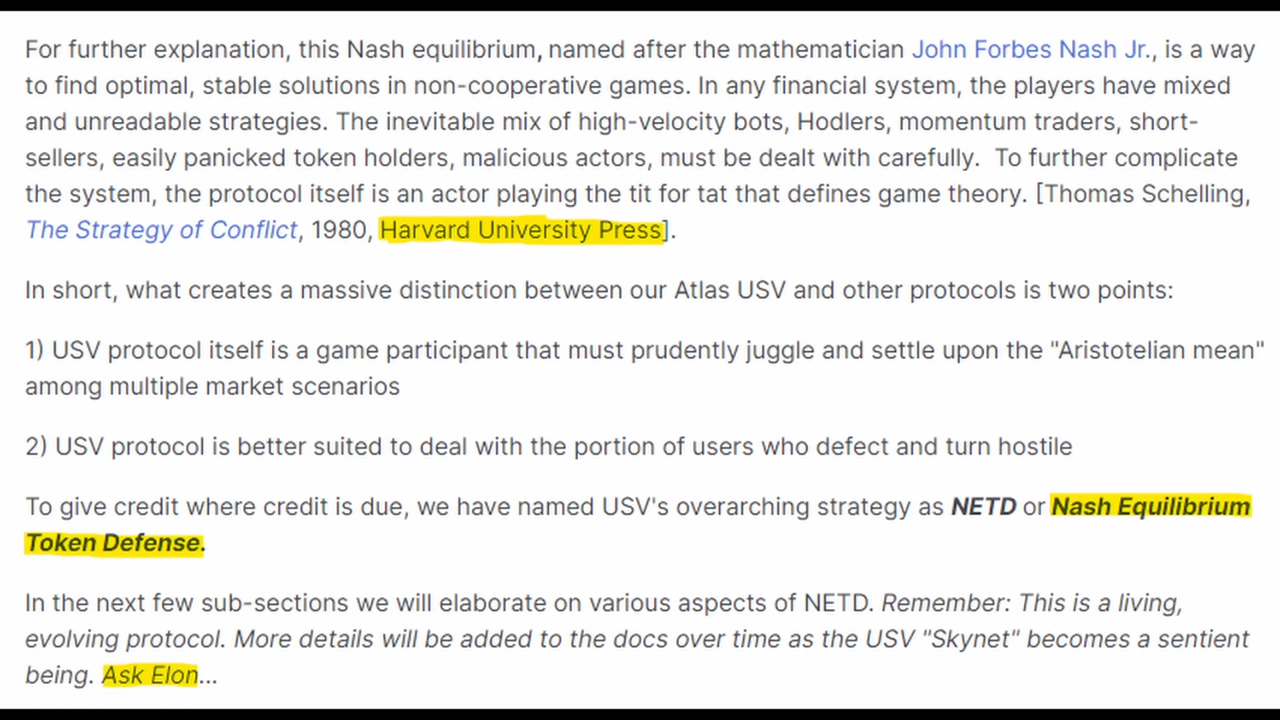 For further explanation, this Nash equilibrium, named after the mathematician John Forbes Nash Jr., is a way
to find optimal, stable solutions in non-cooperative games. In any financial system, the players have mixed
and unreadable strategies. The inevitable mix of high-velocity bots, Hodlers, momentum traders, short-
sellers, easily panicked token holders, malicious actors, must be dealt with carefully.  To further complicate
the system, the protocol itself is an actor playing the tit for tat that defines game theory. [Thomas Schelling,
The Strategy of Conflict, 1980, Harvard University Press].
In short, what creates a massive distinction between our Atlas USV and other protocols is two points:
1) USV protocol itself is a game participant that must prudently juggle and settle upon the "Aristotelian mean"
among multiple market scenarios
2) USV protocol is better suited to deal with the portion of users who defect and turn hostile
To give credit where credit is due, we have named USV's overarching strategy as NETD or Nash Equilibrium
Token Defense.
In the next few sub-sections we will elaborate on various aspects of NETD. Remember: This is a living,
evolving protocol. More details will be added to the docs over time as the USV "Skynet" becomes a sentient
being. Ask Elon...